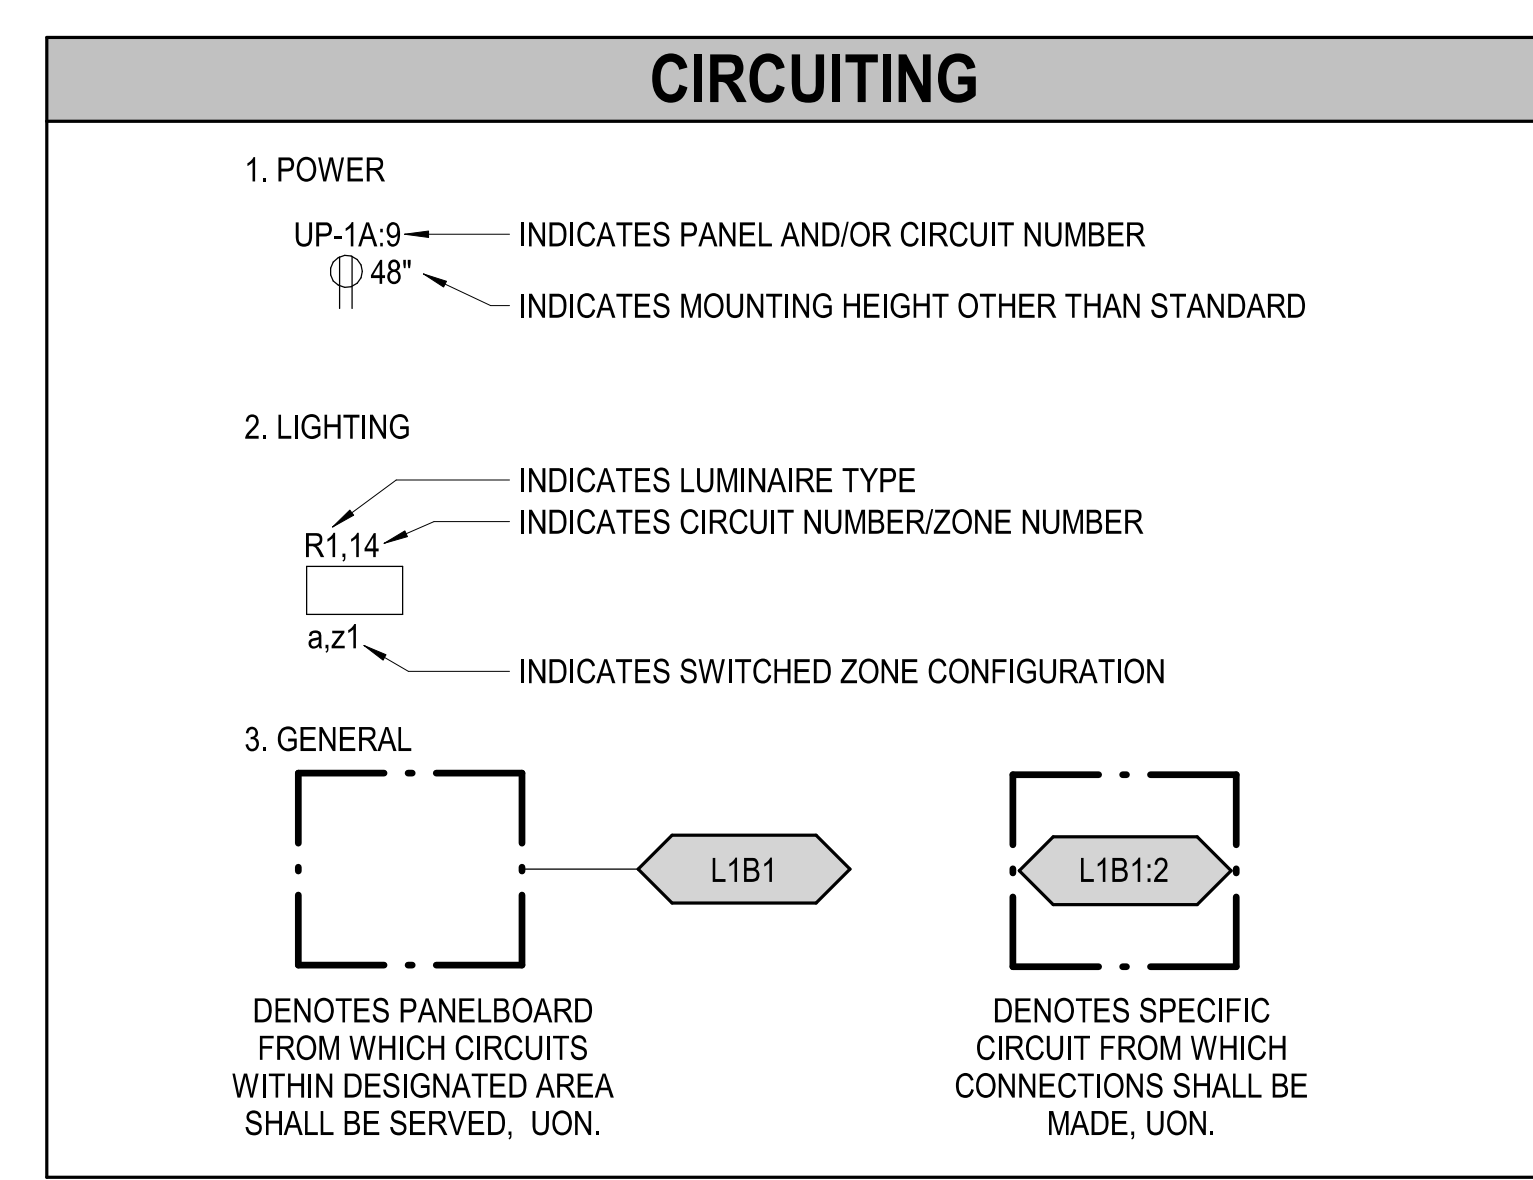 CIRCUITING
1. POWER
UP-1A:9
INDICATES PANEL AND/OR CIRCUIT NUMBER
48"
INDICATES MOUNTING HEIGHT OTHER THAN STANDARD
2. LIGHTING
INDICATES LUMINAIRE TYPE
INDICATES CIRCUIT NUMBER/ZONE NUMBER
R1,14
a,z1
INDICATES SWITCHED ZONE CONFIGURATION
3. GENERAL
L1B1
DENOTES PANELBOARD
FROM WHICH CIRCUITS
WITHIN DESIGNATED AREA
SHALL BE SERVED, UON.
L1B1:2
DENOTES SPECIFIC
CIRCUIT FROM WHICH
CONNECTIONS SHALL BE
MADE, UON.